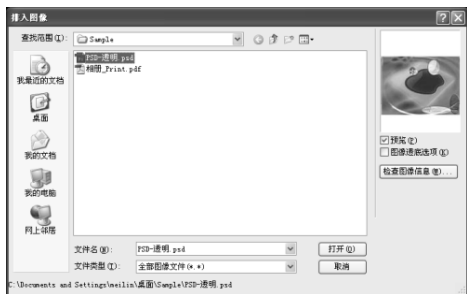 排入图像
查找范围(I):
Sample
PSD-透明.psd
相册_Print.pdf
我最近的文档
桌面
我的文档
我的电脑
网上邻居
预览(P)
图像透底选项(K)
检查图像信息(M)...
文件名(N):
PSD-透明.psd
打开(O)
文件类型(T):
全部图像文件(*.*)
取消
C:\Documents and Settings\meilin\桌面\Sample\PSD-透明.psd